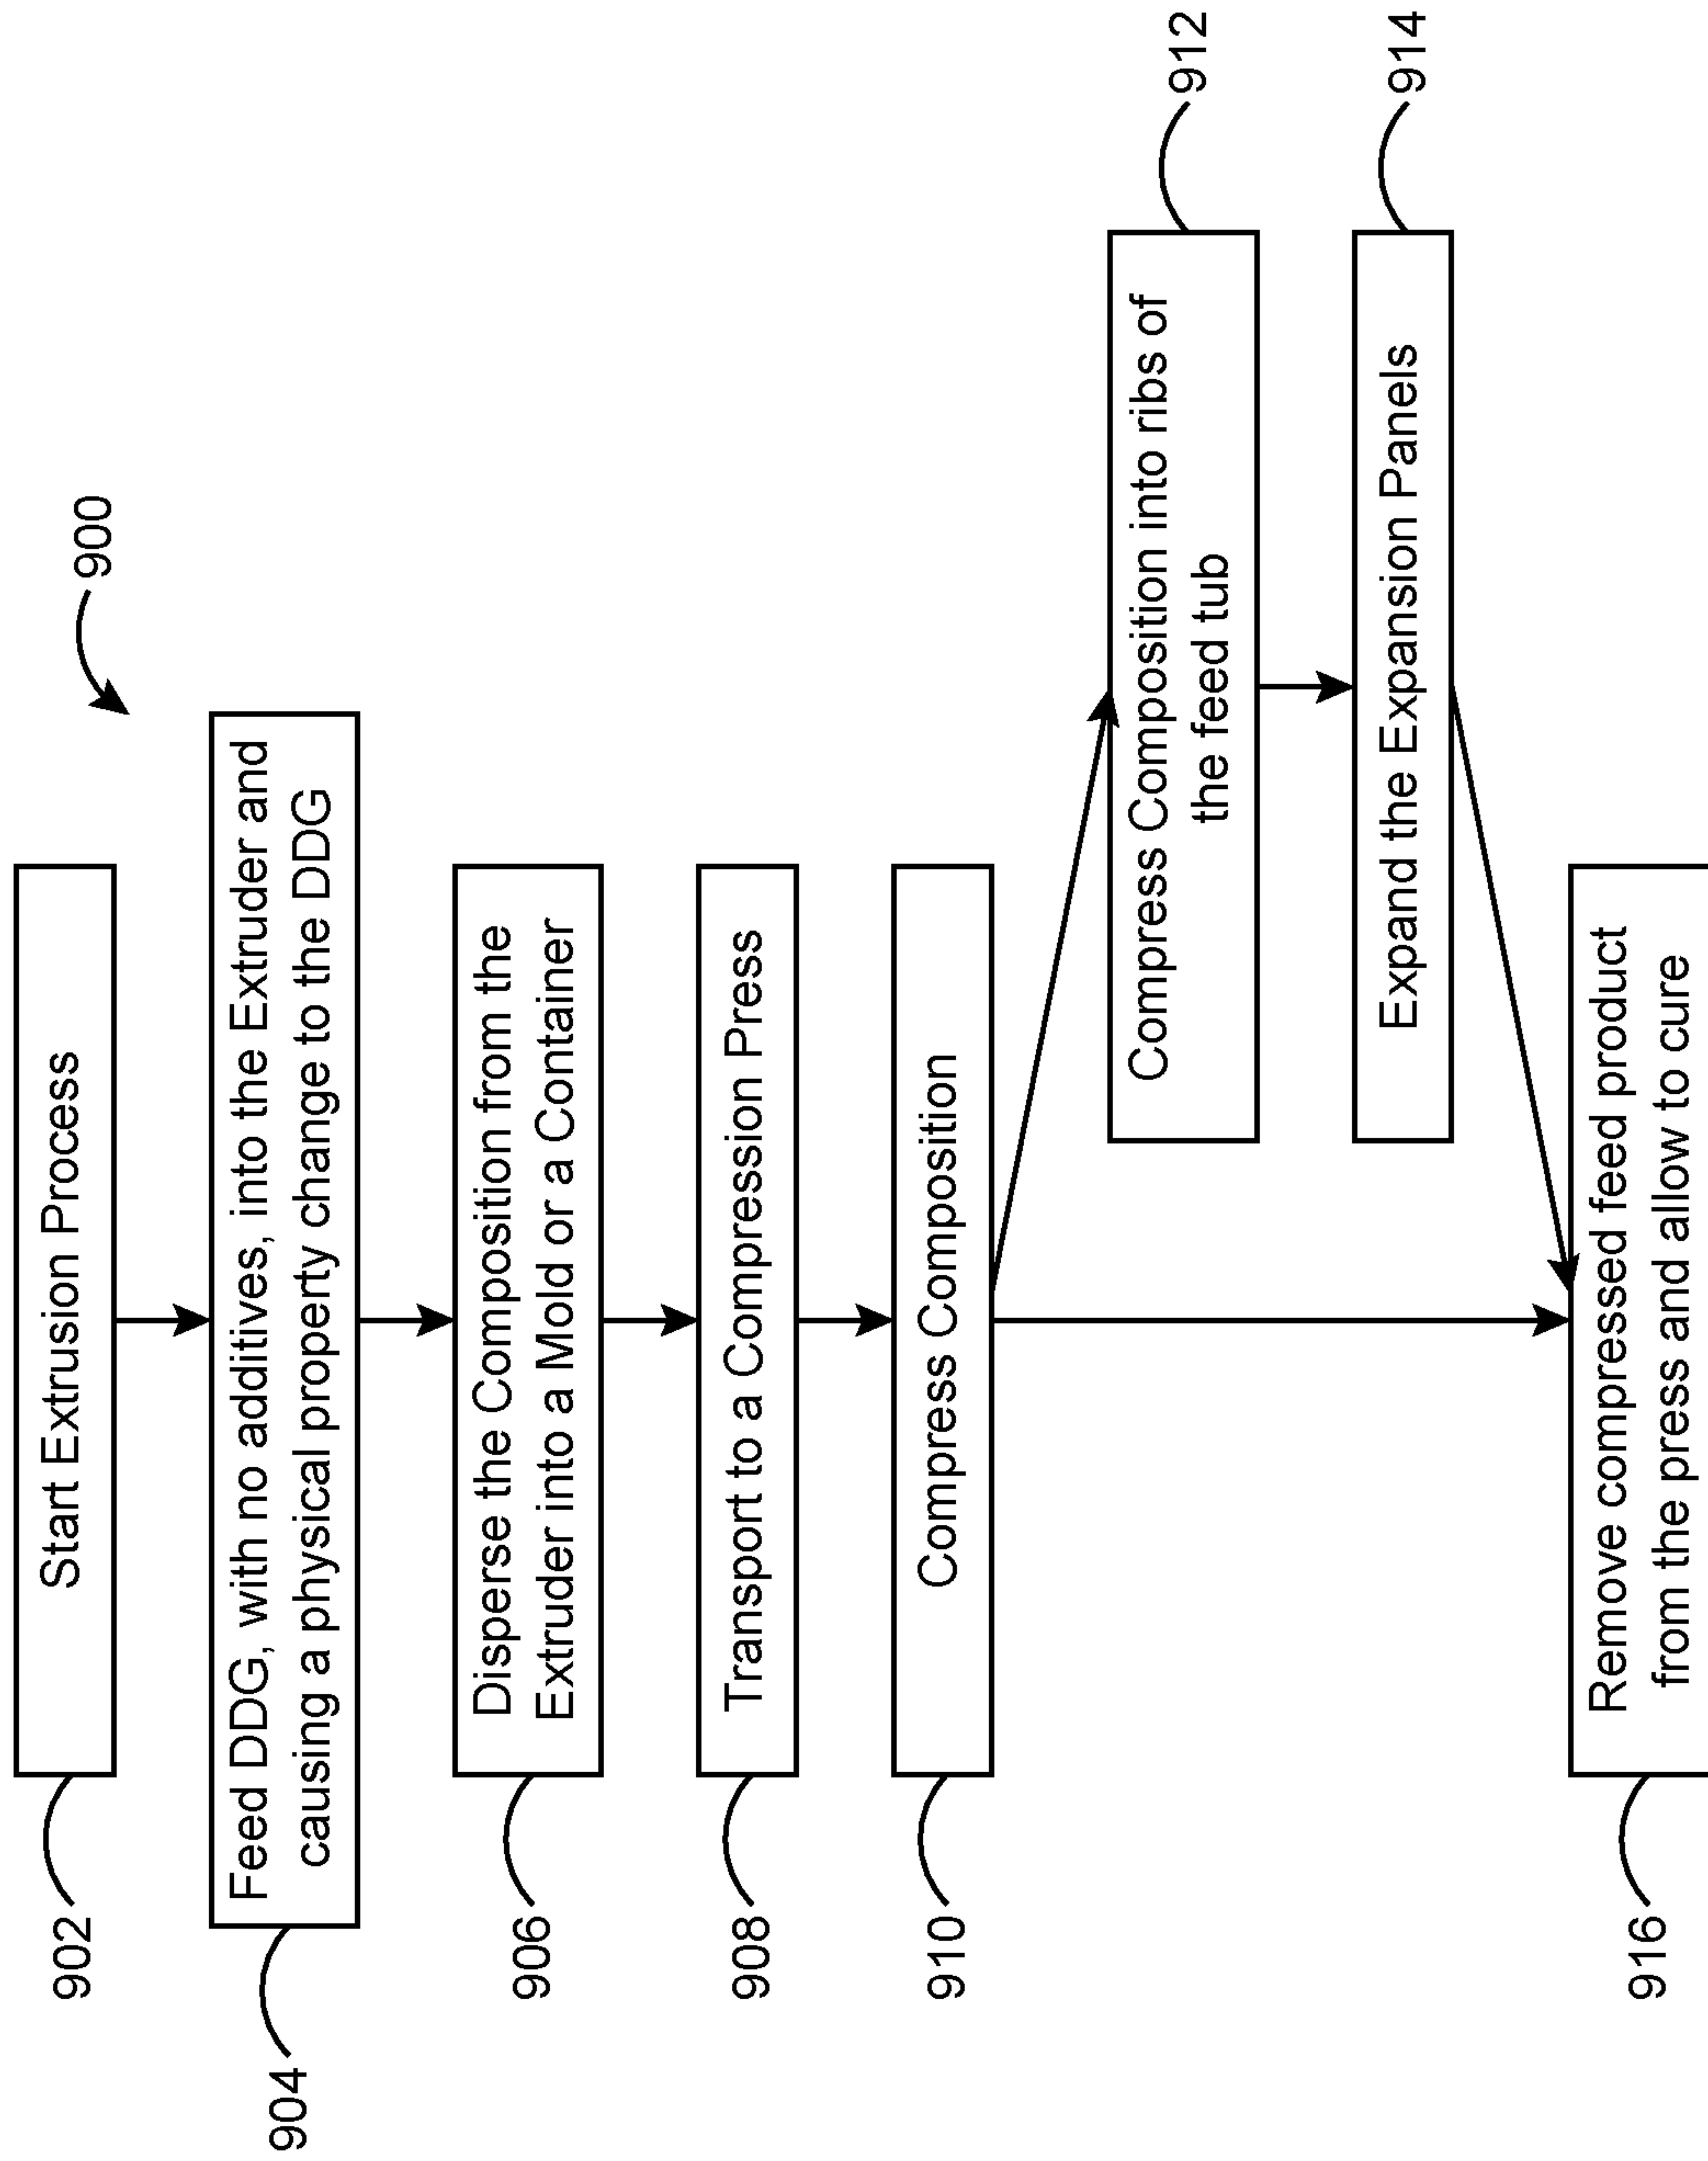 900
902
Start Extrusion Process
904
Feed DDG, with no additives, into the Extruder and
causing a physical property change to the DDG
906
Disperse the Composition from the
Extruder into a Mold or a Container
908
Transport to a Compression Press
910
Compress Composition
912
Compress Composition into ribs of
the feed tub
914
Expand the Expansion Panels
916
Remove compressed feed product
from the press and allow to cure